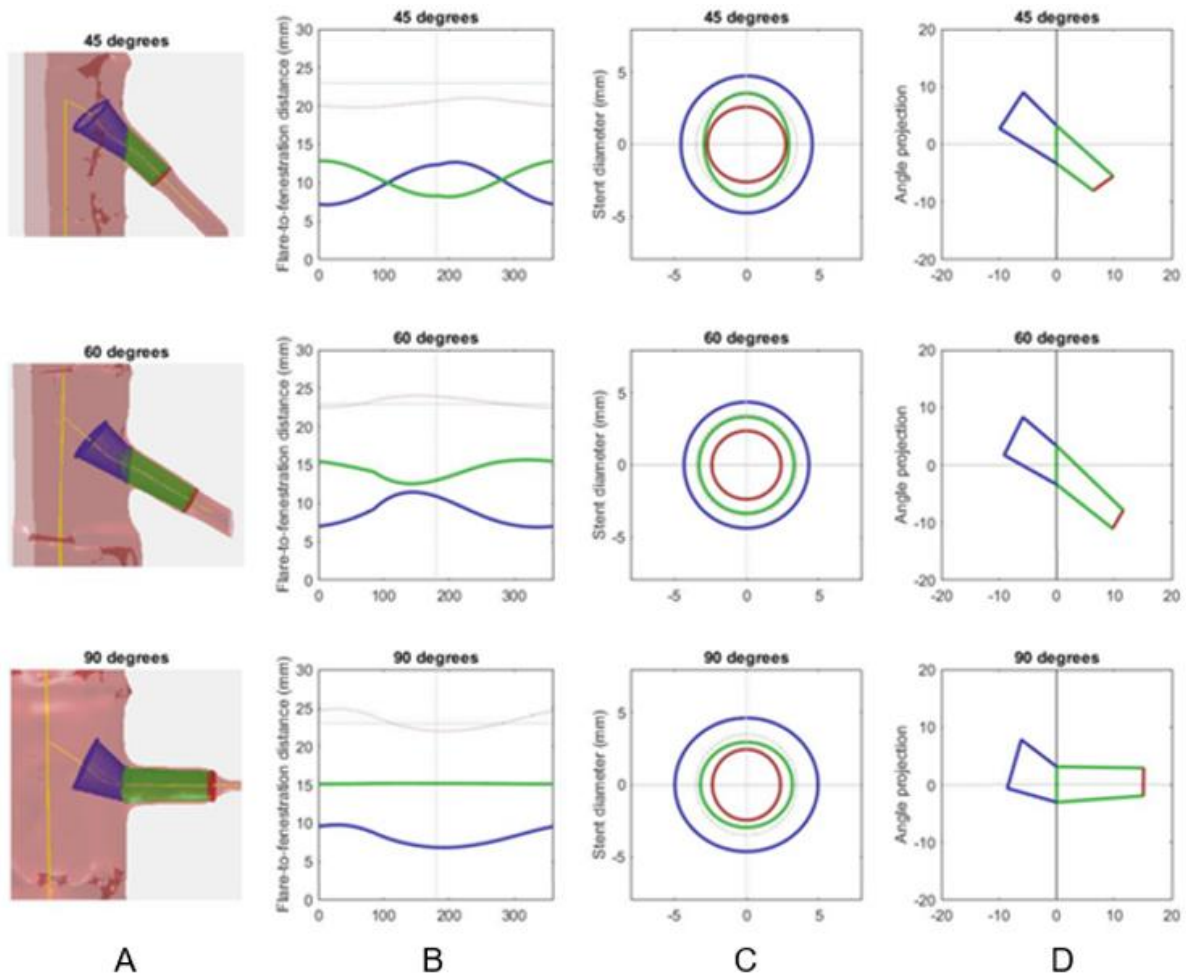 45 degrees
45 degrees
45 degrees
45 degrees
Flare-to-fenestration distance (mm)
30
25
20
15
10
5
0
0 100 200 300
Stent diameter (mm)
5
0
-5
-5 0 5
Angle projection
20
10
0
-10
-20
-20 -10 0 10 20
60 degrees
60 degrees
60 degrees
60 degrees
Flare-to-fenestration distance (mm)
30
25
20
15
10
5
0
0 100 200 300
Stent diameter (mm)
5
0
-5
-5 0 5
Angle projection
20
10
0
-10
-20
-20 -10 0 10 20
90 degrees
90 degrees
90 degrees
90 degrees
Flare-to-fenestration distance (mm)
30
25
20
15
10
5
0
0 100 200 300
Stent diameter (mm)
5
0
-5
-5 0 5
Angle projection
20
10
0
-10
-20
-20 -10 0 10 20
A B C D